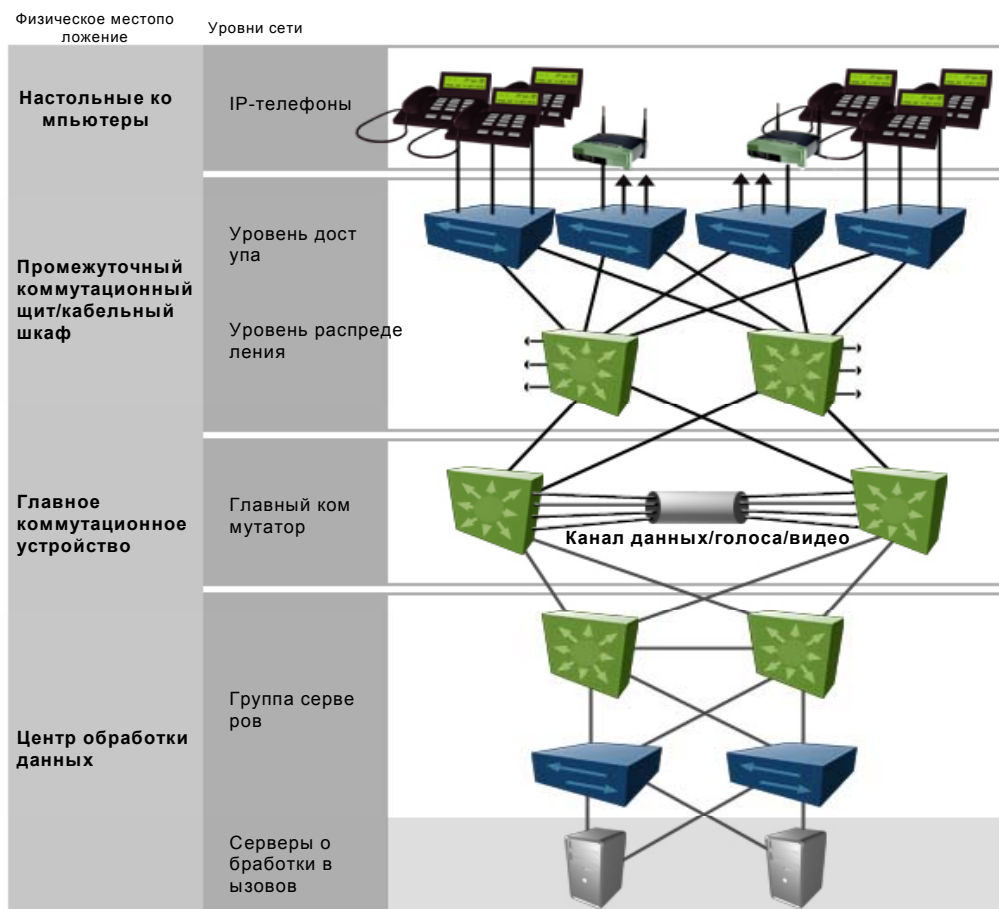 Физическое местопо
ложение
Уровни сети
Настольные ко
мпьютеры
IP-телефоны
Промежуточный
коммутационный
щит/кабельный
шкаф
Уровень дост
упа
Уровень распреде
ления
Главное
коммутационное
устройство
Главный ком
мутатор
Канал данных/голоса/видео
Центр обработки
данных
Группа серве
ров
Серверы о
бработки в
ызовов